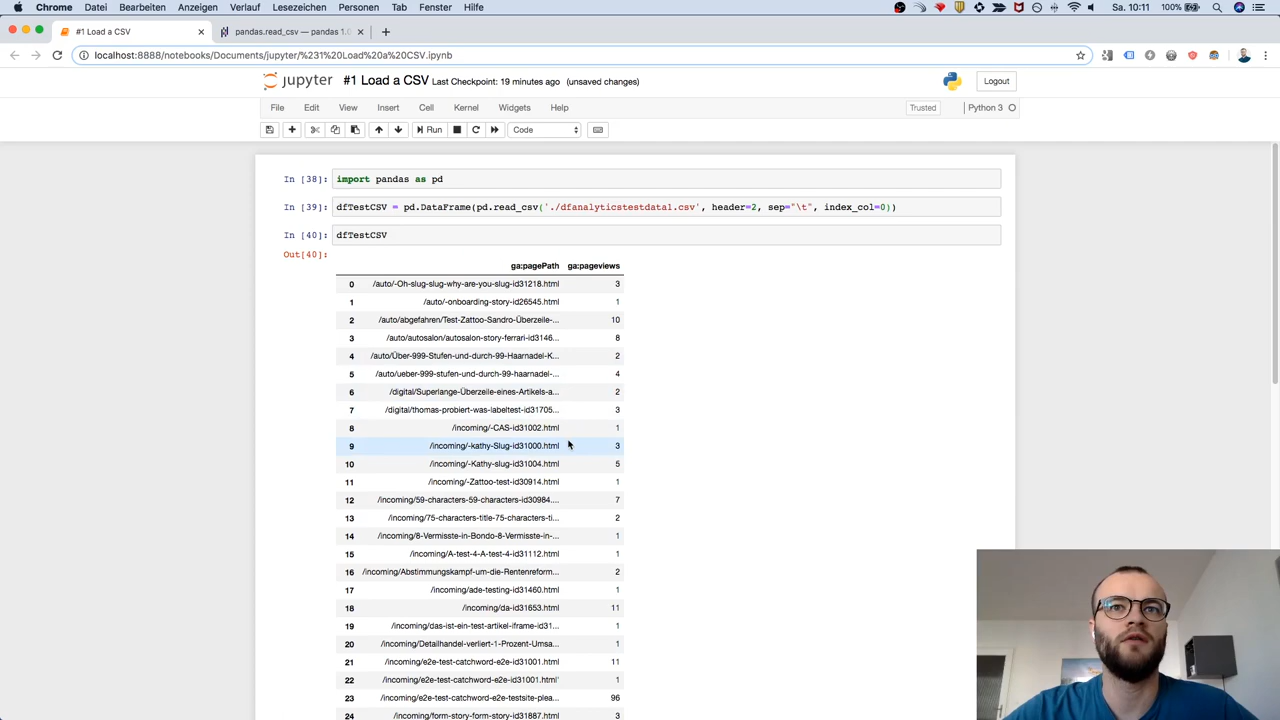 Chrome Datei Bearbeiten Anzeigen Verlauf Lesezeichen Personen Tab Fenster Hilfe Sa. 10:11 100%
#1 Load a CSV pandas.read_csv — pandas 1.0
localhost:8888/notebooks/Documents/jupyter/%231%20Load%20a%20CSV.ipynb
jupyter #1 Load a CSV Last Checkpoint: 19 minutes ago (unsaved changes) Logout
File Edit View Insert Cell Kernel Widgets Help Trusted Python 3
Run Code
In [38]: import pandas as pd
In [39]: dfTestCSV = pd.DataFrame(pd.read_csv('./dfanalyticstestdata1.csv', header=2, sep="\t", index_col=0))
In [40]: dfTestCSV
Out[40]:
ga:pagePath ga:pageviews
0 /auto/-Oh-slug-slug-why-are-you-slug-id31218.html 3
1 /auto/-onboarding-story-id26545.html 1
2 /auto/abgefahren/Test-Zattoo-Sandro-Überzeile-... 10
3 /auto/autosalon/autosalon-story-ferrari-id3146... 8
4 /auto/Über-999-Stufen-und-durch-99-Haarnadel-K... 2
5 /auto/ueber-999-stufen-und-durch-99-haarnadel-... 4
6 /digital/Superlange-Überzeile-eines-Artikels-a... 2
7 /digital/thomas-probiert-was-labeltest-id31705... 3
8 /incoming/-CAS-id31002.html 1
9 /incoming/-kathy-Slug-id31000.html 3
10 /incoming/-Kathy-slug-id31004.html 5
11 /incoming/-Zattoo-test-id30914.html 1
12 /incoming/59-characters-59-characters-id30984.... 7
13 /incoming/75-characters-title-75-characters-ti... 2
14 /incoming/8-Vermisste-in-Bondo-8-Vermisste-in-... 1
15 /incoming/A-test-4-A-test-4-id31112.html 1
16 /incoming/Abstimmungskampf-um-die-Rentenreform... 2
17 /incoming/ade-testing-id31460.html 1
18 /incoming/da-id31653.html 11
19 /incoming/das-ist-ein-test-artikel-iframe-id31... 1
20 /incoming/Detailhandel-verliert-1-Prozent-Umsa... 1
21 /incoming/e2e-test-catchword-e2e-id31001.html 11
22 /incoming/e2e-test-catchword-e2e-id31001.html' 1
23 /incoming/e2e-test-catchword-e2e-testsite-plea... 96
24 /incoming/form-story-form-story-id31887.html 3